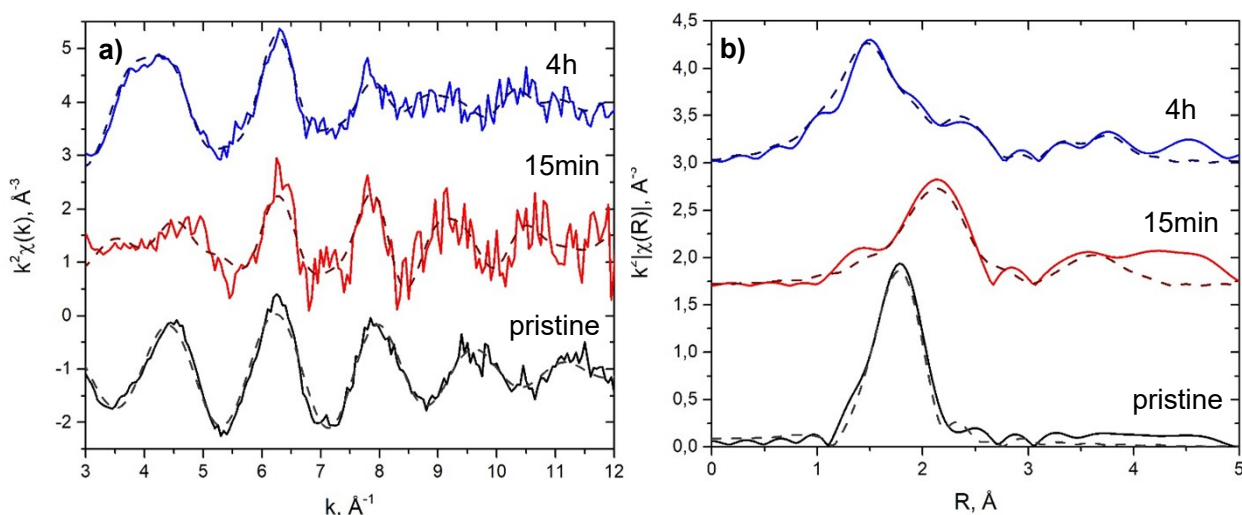 a)
4h
15min
pristine
k²χ(k), Å⁻³
5
4
3
2
1
0
-1
-2
3 4 5 6 7 8 9 10 11 12
k, Å⁻¹
b)
4h
15min
pristine
k²|χ(R)|, Å⁻³
4,5
4,0
3,5
3,0
2,5
2,0
1,5
1,0
0,5
0,0
0 1 2 3 4 5
R, Å